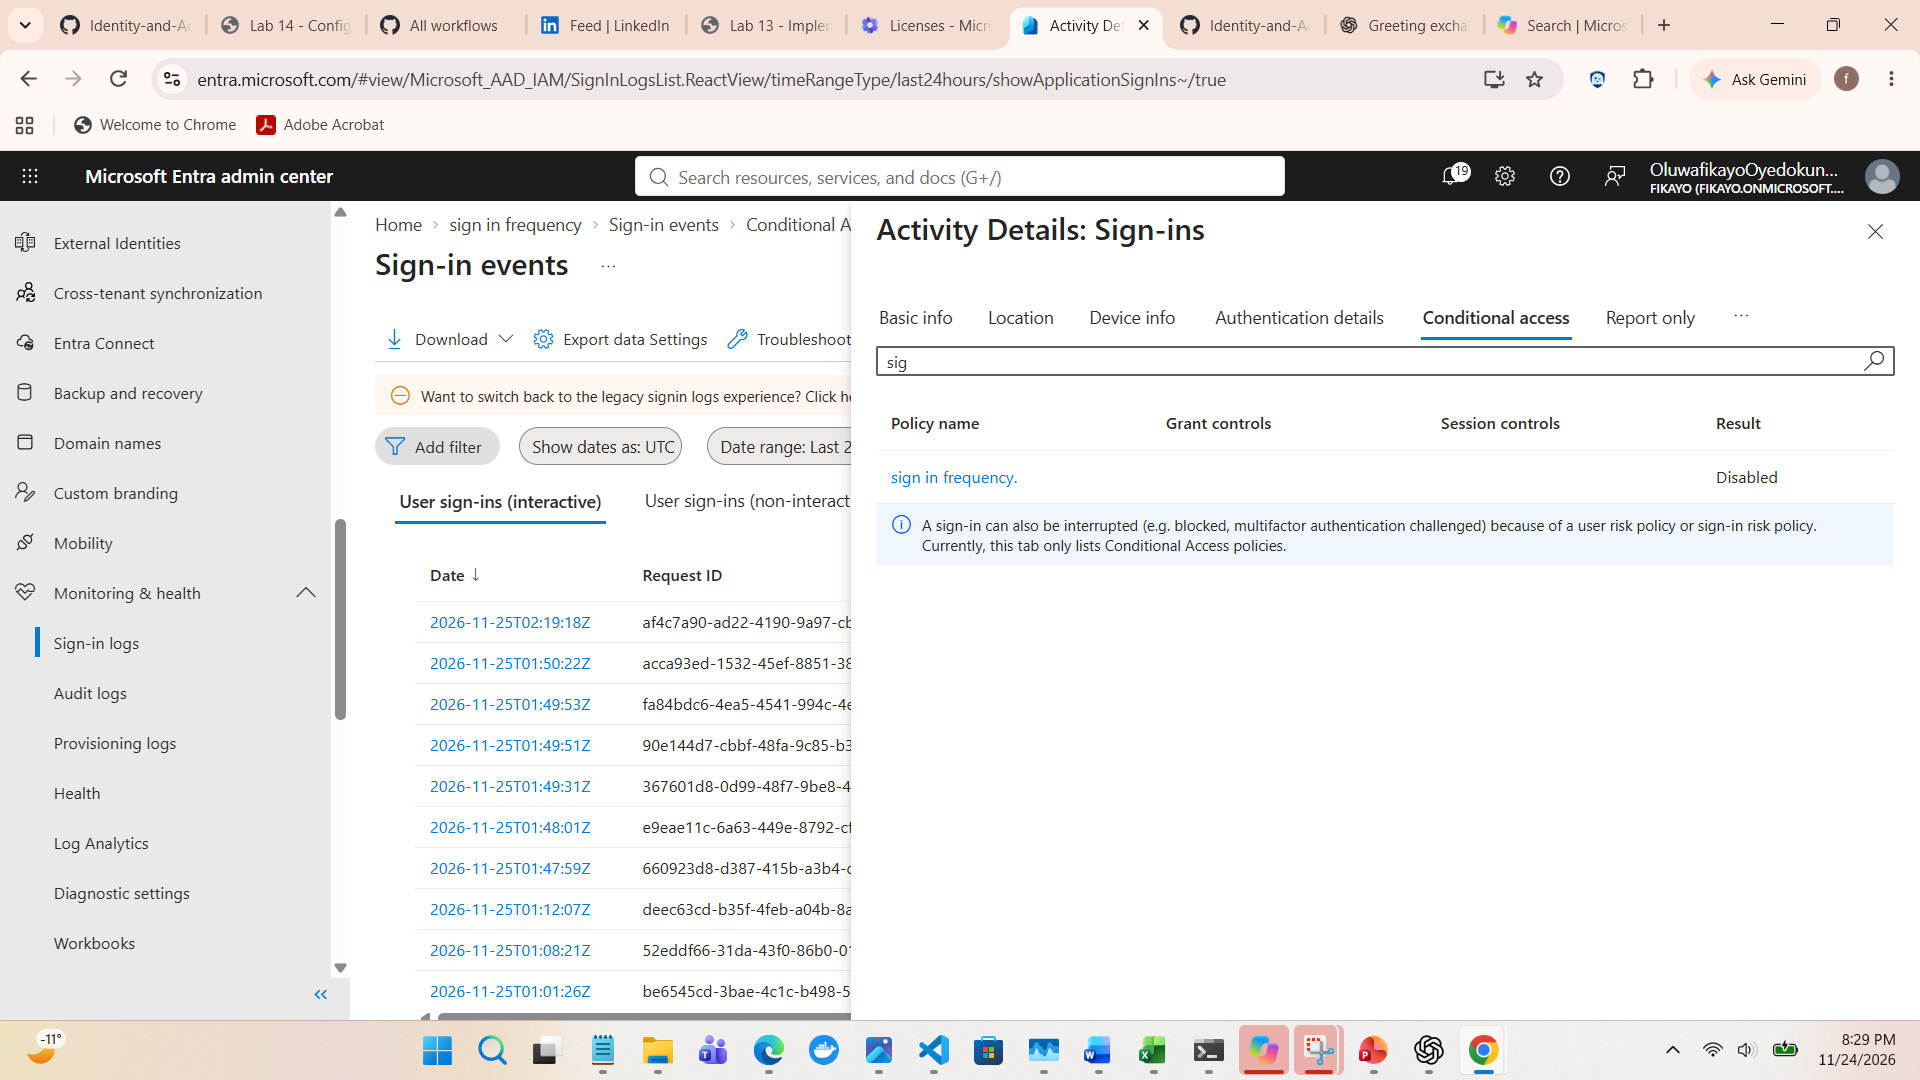 Identity-and-Ac
Lab 14 - Config
All workflows
Feed | LinkedIn
Lab 13 - Implem
Licenses - Micro
Activity Det
Identity-and-Ac
Greeting excha
Search | Micros
entra.microsoft.com/#view/Microsoft_AAD_IAM/SignInLogsList.ReactView/timeRangeType/last24hours/showApplicationSignIns~/true
Ask Gemini
f
Welcome to Chrome
Adobe Acrobat
Microsoft Entra admin center
Search resources, services, and docs (G+/)
19
OluwafikayoOyedokun...
FIKAYO (FIKAYO.ONMICROSOFT....
External Identities
Cross-tenant synchronization
Entra Connect
Backup and recovery
Domain names
Custom branding
Mobility
Monitoring & health
Sign-in logs
Audit logs
Provisioning logs
Health
Log Analytics
Diagnostic settings
Workbooks
Home > sign in frequency > Sign-in events > Conditional A
Sign-in events ...
Download
Export data Settings
Troubleshoot
Want to switch back to the legacy signin logs experience? Click he
Add filter
Show dates as: UTC
Date range: Last 2
User sign-ins (interactive)
User sign-ins (non-interact
Date ↓ Request ID
2026-11-25T02:19:18Z af4c7a90-ad22-4190-9a97-cb
2026-11-25T01:50:22Z acca93ed-1532-45ef-8851-38
2026-11-25T01:49:53Z fa84bdc6-4ea5-4541-994c-4e
2026-11-25T01:49:51Z 90e144d7-cbbf-48fa-9c85-b3
2026-11-25T01:49:31Z 367601d8-0d99-48f7-9be8-4
2026-11-25T01:48:01Z e9eae11c-6a63-449e-8792-cf
2026-11-25T01:47:59Z 660923d8-d387-415b-a3b4-c
2026-11-25T01:12:07Z deec63cd-b35f-4feb-a04b-8a
2026-11-25T01:08:21Z 52eddf66-31da-43f0-86b0-01
2026-11-25T01:01:26Z be6545cd-3bae-4c1c-b498-5
Activity Details: Sign-ins
Basic info
Location
Device info
Authentication details
Conditional access
Report only
...
sig
Policy name Grant controls Session controls Result
sign in frequency. Disabled
A sign-in can also be interrupted (e.g. blocked, multifactor authentication challenged) because of a user risk policy or sign-in risk policy.
Currently, this tab only lists Conditional Access policies.
-11°
8:29 PM
11/24/2026